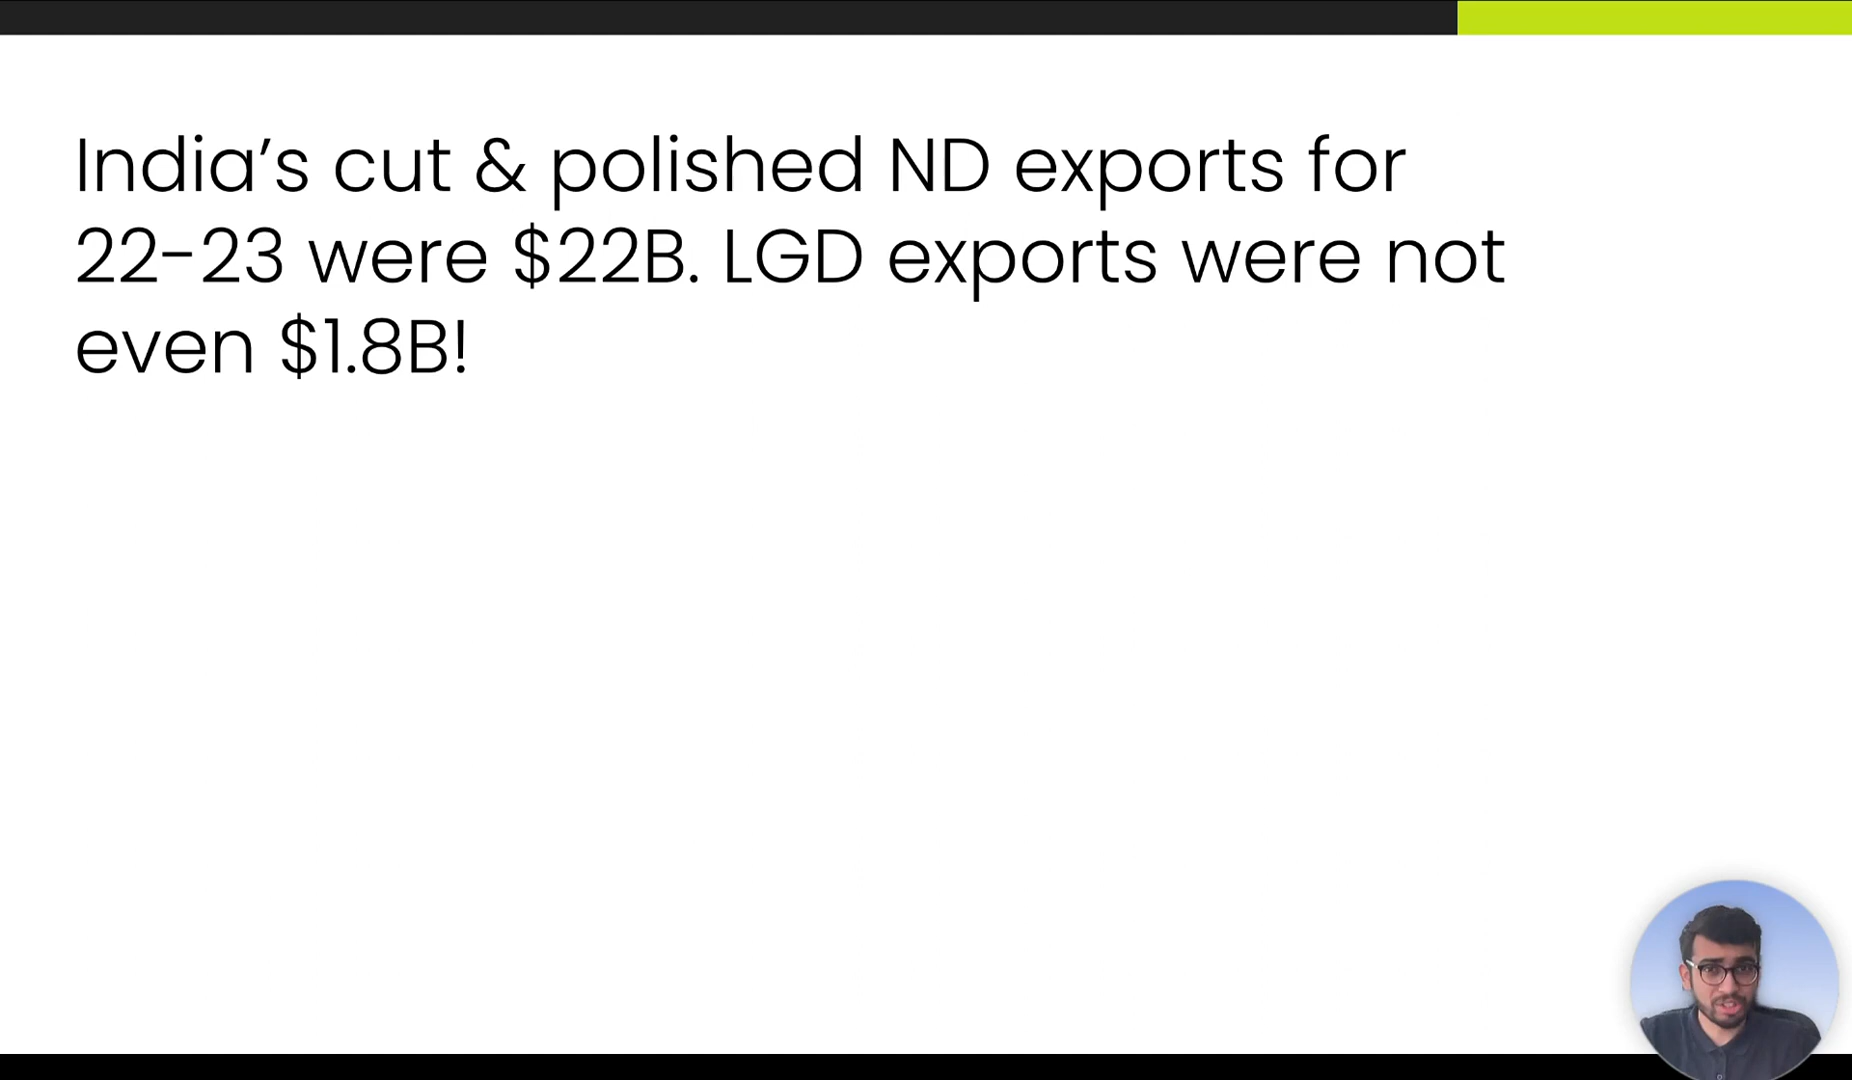 India’s cut & polished ND exports for
22-23 were $22B. LGD exports were not
even $1.8B!